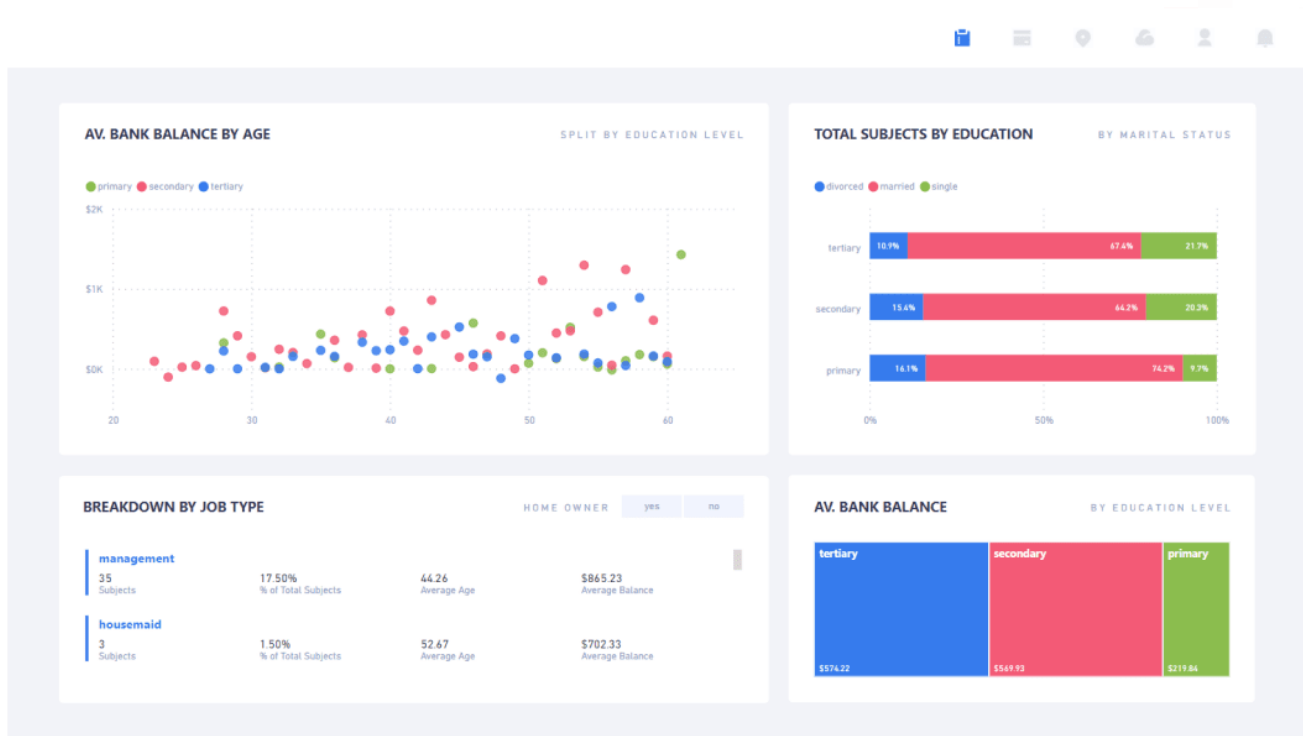 AV. BANK BALANCE BY AGE
SPLIT BY EDUCATION LEVEL
primary secondary tertiary
$2K
$1K
$0K
20 30 40 50 60
TOTAL SUBJECTS BY EDUCATION
BY MARITAL STATUS
divorced married single
tertiary 10.9% 67.4% 21.7%
secondary 15.4% 64.2% 20.3%
primary 16.1% 74.2% 9.7%
0% 50% 100%
BREAKDOWN BY JOB TYPE
HOME OWNER yes no
management
35 17.50% 44.26 $865.23
Subjects % of Total Subjects Average Age Average Balance
housemaid
3 1.50% 52.67 $702.33
Subjects % of Total Subjects Average Age Average Balance
AV. BANK BALANCE
BY EDUCATION LEVEL
tertiary secondary primary
$574.22 $569.93 $219.84